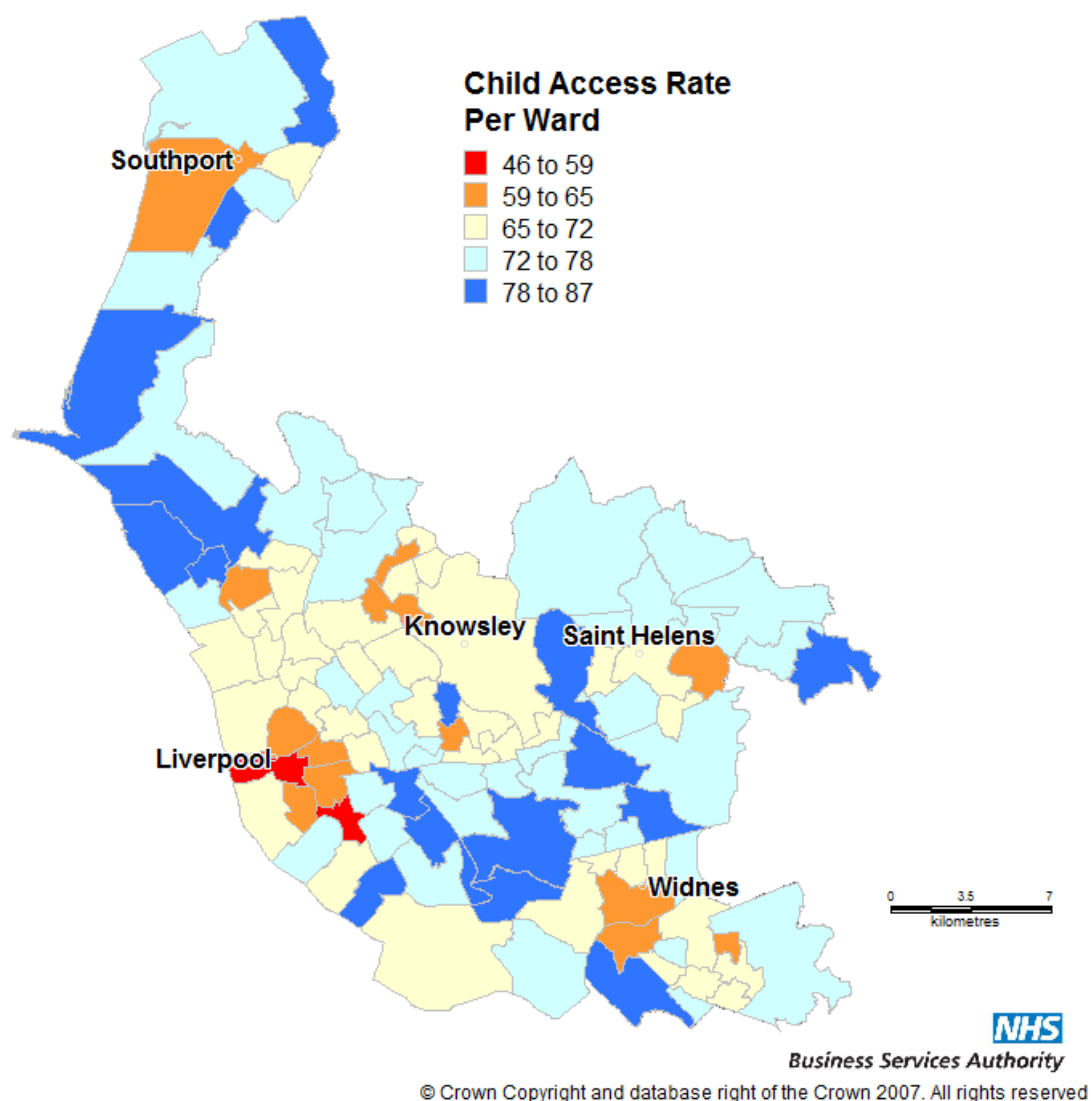 Child Access Rate
Per Ward
46 to 59
59 to 65
65 to 72
72 to 78
78 to 87
Southport
Knowsley
Saint Helens
Liverpool
Widnes
0 3.5 7
kilometres
NHS
Business Services Authority
© Crown Copyright and database right of the Crown 2007. All rights reserved